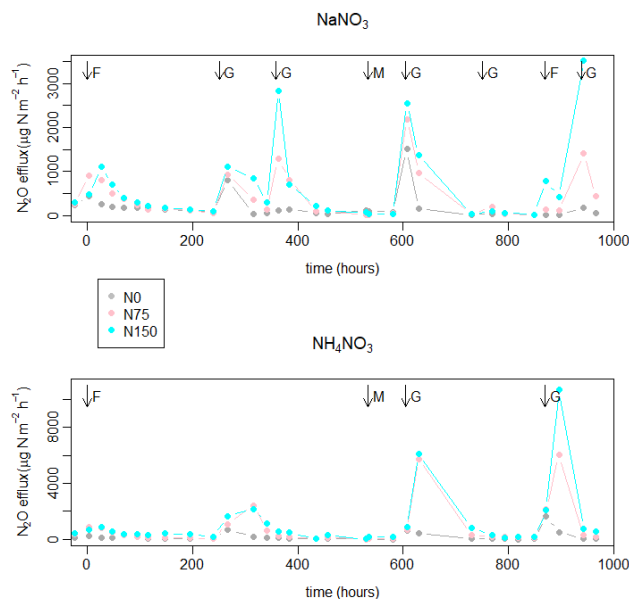 NaNO₃
F G G M G G F G
N₂O efflux(μg N m⁻² h⁻¹)
0 1000 2000 3000
0 200 400 600 800 1000
time (hours)
N0
N75
N150
NH₄NO₃
F M G G
N₂O efflux(μg N m⁻² h⁻¹)
0 4000 8000
0 200 400 600 800 1000
time (hours)